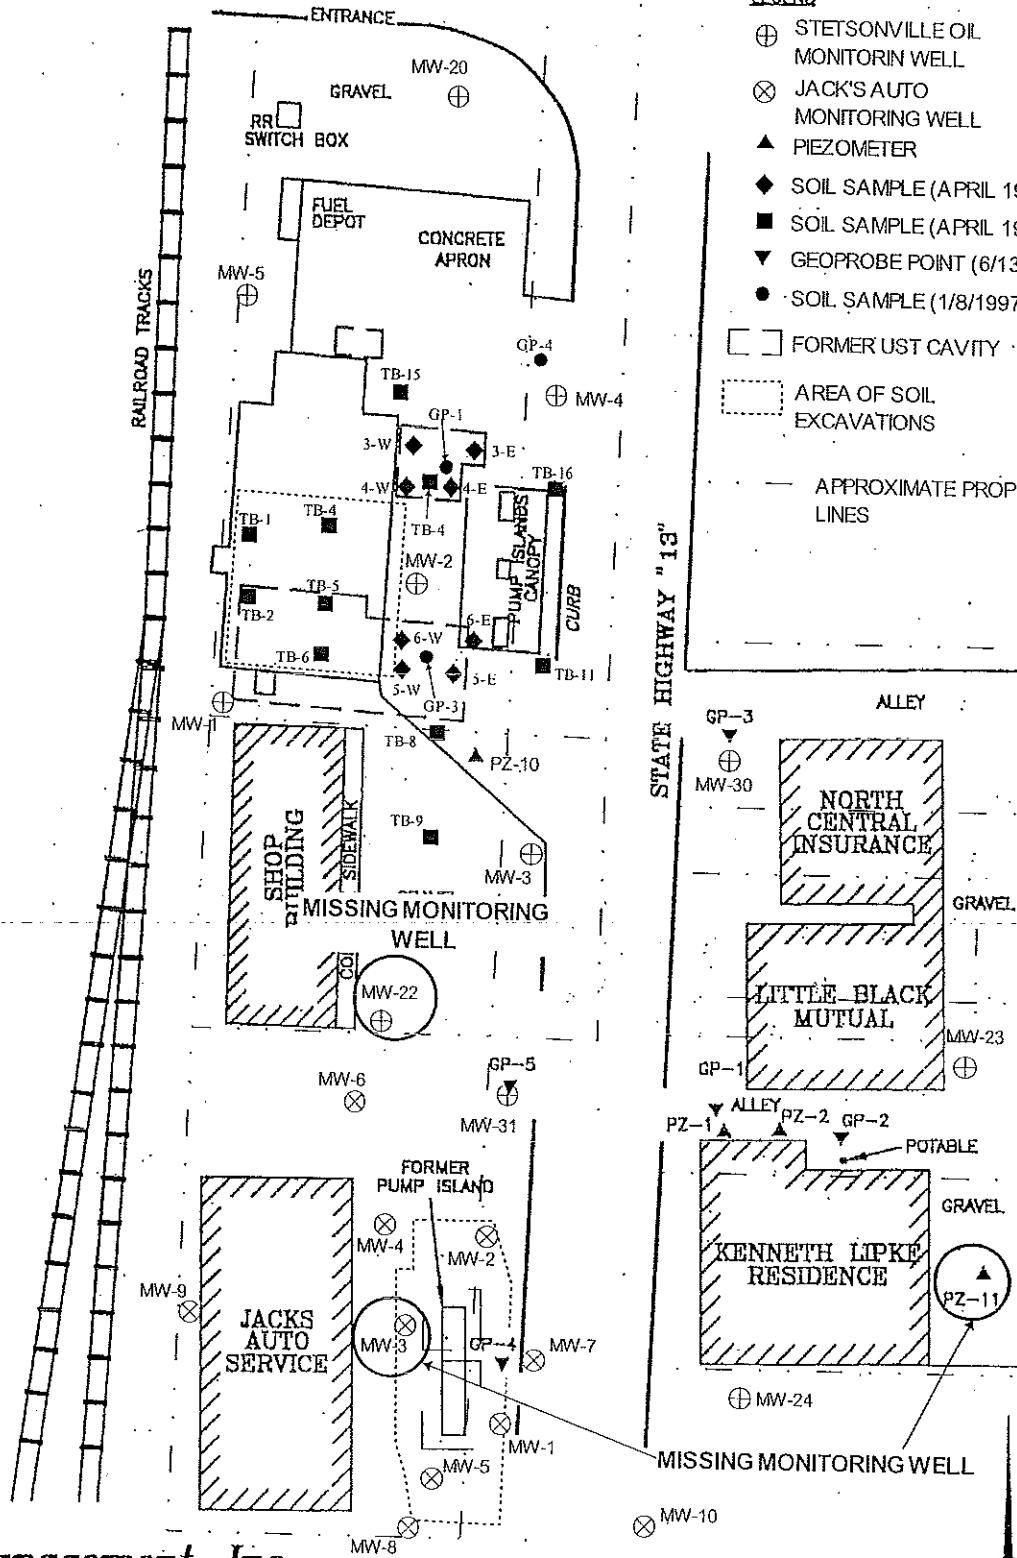 ENTRANCE
STETSONVILLE OIL
MONITORIN WELL
MW-20
GRAVEL
JACK'S AUTO
MONITORING WELL
RR
SWITCH BOX
PIEZOMETER
SOIL SAMPLE (APRIL 19
FUEL
DEPOT
SOIL SAMPLE (APRIL 19
CONCRETE
APRON
GEOPROBE POINT (6/13
MW-5
SOIL SAMPLE (1/8/1997
RAILROAD TRACKS
FORMER UST CAVITY
GP-4
TB-15
MW-4
AREA OF SOIL
EXCAVATIONS
GP-1
3-W
3-E
TB-16
4-W
4-E
APPROXIMATE PROP
LINES
TB-1
TB-4
TB-4
PUMP ISLANDS
CANOPY
STATE HIGHWAY "13"
MW-2
TB-5
CURB
TB-2
6-E
6-W
TB-6
5-W
5-E
TB-11
GP-3
ALLEY
MW-1
GP-3
TB-8
PZ-10
MW-30
NORTH
CENTRAL
INSURANCE
TB-9
SHOP
BUILDING
SIDEWALK
MW-3
GRAVEL
MISSING MONITORING
WELL
CO
MW-22
LITTLE BLACK
MUTUAL
MW-23
GP-5
GP-1
MW-6
ALLEY
PZ-1
PZ-2
GP-2
MW-31
POTABLE
FORMER
PUMP ISLAND
GRAVEL
MW-4
MW-2
KENNETH LIPKE
RESIDENCE
MW-9
PZ-11
JACKS
AUTO
SERVICE
MW-3
GP-4
MW-7
MW-24
MW-1
MISSING MONITORING WELL
MW-5
MW-10
MW-8